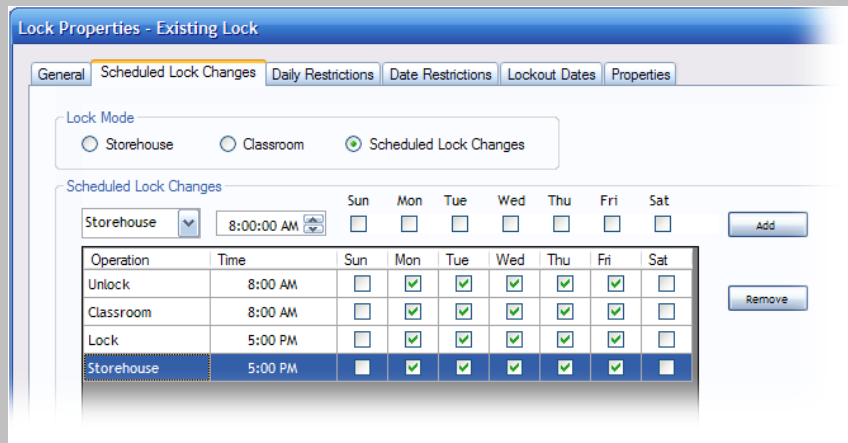 Lock Properties - Existing Lock
General Scheduled Lock Changes Daily Restrictions Date Restrictions Lockout Dates Properties
Lock Mode
Storehouse Classroom Scheduled Lock Changes
Scheduled Lock Changes
Sun Mon Tue Wed Thu Fri Sat
Storehouse 8:00:00 AM Add
Operation Time Sun Mon Tue Wed Thu Fri Sat
Unlock 8:00 AM
Remove
Classroom 8:00 AM
Lock 5:00 PM
Storehouse 5:00 PM